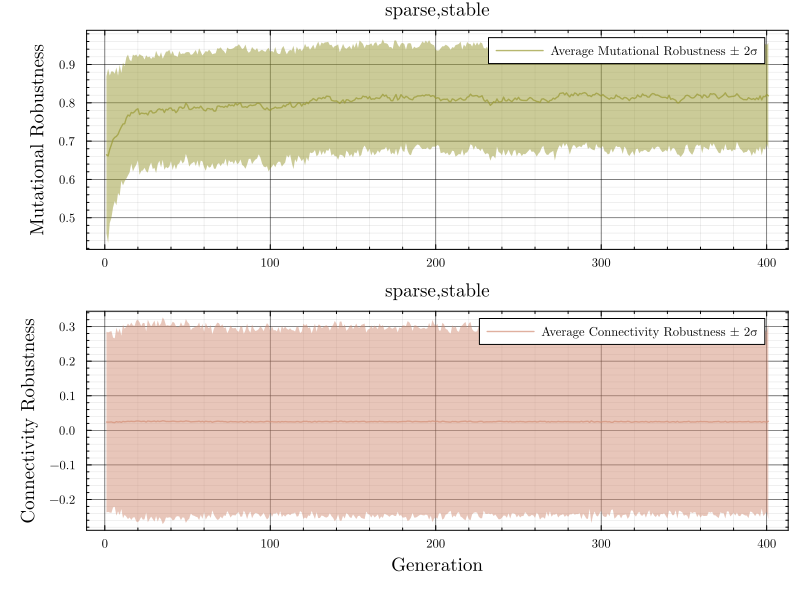 sparse,stable
Average Mutational Robustness ± 2σ
Mutational Robustness
0.9
0.8
0.7
0.6
0.5
0 100 200 300 400
sparse,stable
Average Connectivity Robustness ± 2σ
Connectivity Robustness
0.3
0.2
0.1
0.0
−0.1
−0.2
0 100 200 300 400
Generation